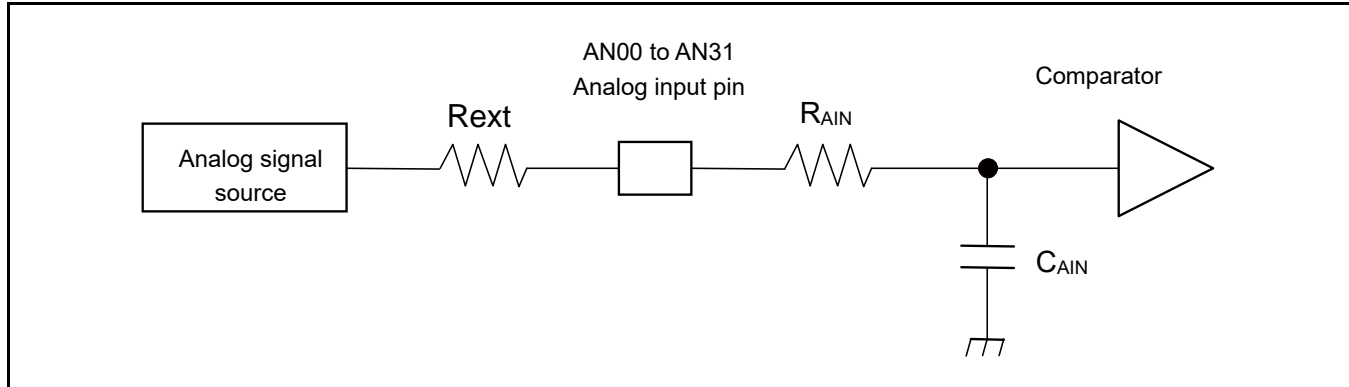 AN00 to AN31
Analog input pin
Comparator
Rext
RAIN
Analog signal
source
CAIN